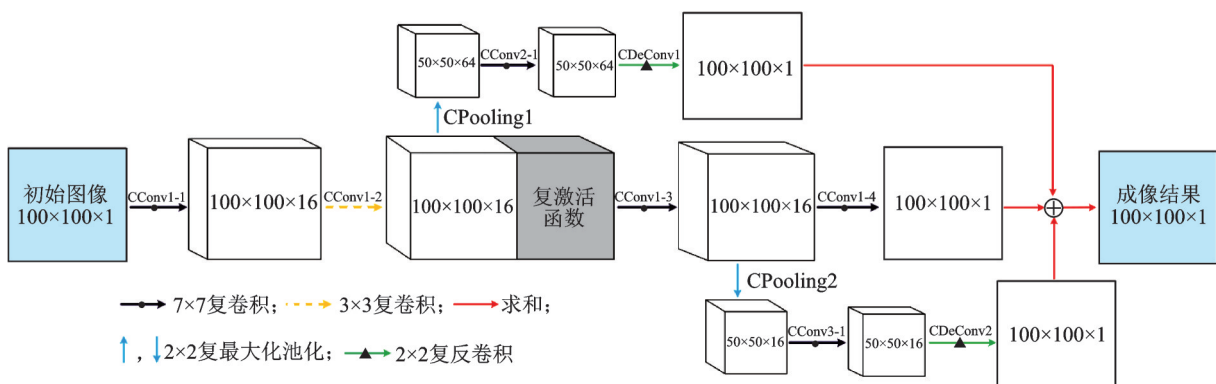 50×50×64
CConv2-1
50×50×64
CDeConv1
100×100×1
CPooling1
初始图像
100×100×1
CConv1-1
100×100×16
CConv1-2
100×100×16
复激活
函数
CConv1-3
100×100×16
CConv1-4
100×100×1
成像结果
100×100×1
CPooling2
50×50×16
CConv3-1
50×50×16
CDeConv2
100×100×1
7×7复卷积；
3×3复卷积；
求和；
，
2×2复最大化池化；
2×2复反卷积